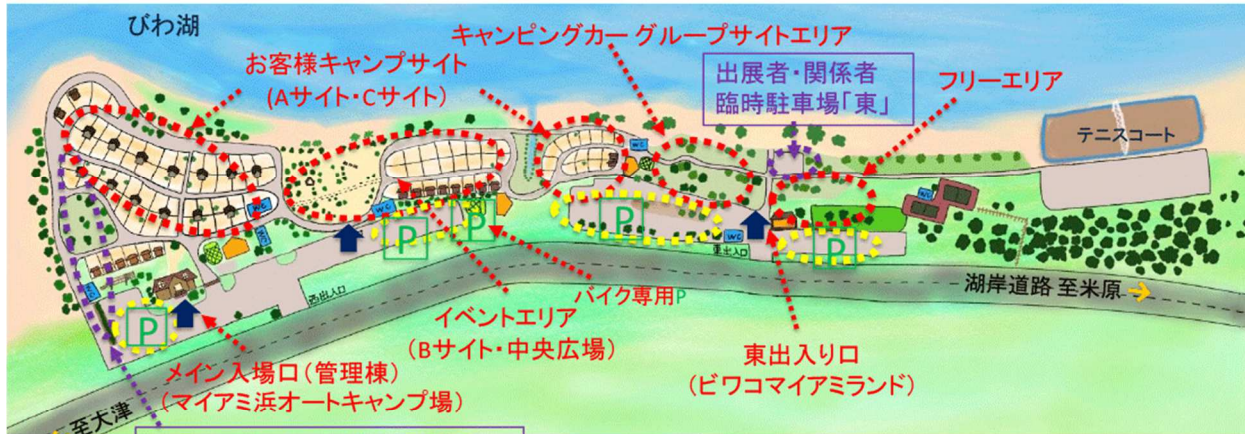 びわ湖
キャンピングカー グループサイトエリア
お客様キャンプサイト
(Aサイト・Cサイト)
出展者・関係者
臨時駐車場「東」
フリーエリア
テニスコート
WC
WC
WC
WC
WC
WC
WC
P
P
P
P
P
西出入口
東出入口
バイク専用P
湖岸道路 至米原
イベントエリア
(Bサイト・中央広場)
東出入り口
(ビワコマイアミランド)
メイン入場口(管理棟)
(マイアミ浜オートキャンプ場)
至大津